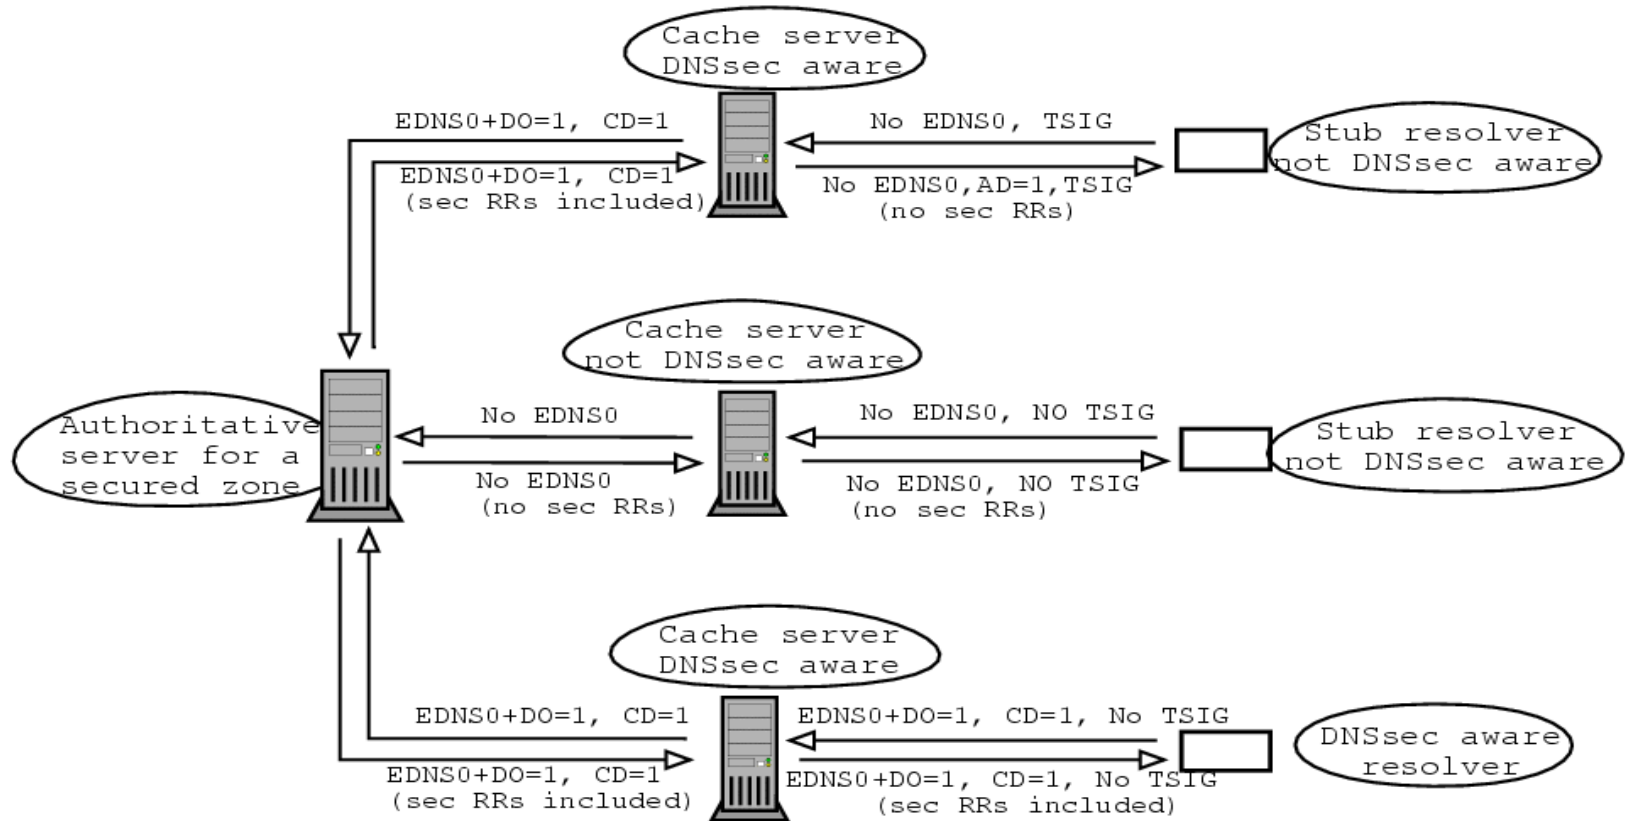 Cache server
DNSsec aware
EDNS0+DO=1, CD=1
No EDNS0, TSIG
Stub resolver
not DNSsec aware
EDNS0+DO=1, CD=1
(sec RRs included)
No EDNS0,AD=1,TSIG
(no sec RRs)
Cache server
not DNSsec aware
Authoritative
server for a
secured zone
No EDNS0
No EDNS0, NO TSIG
Stub resolver
not DNSsec aware
No EDNS0
(no sec RRs)
No EDNS0, NO TSIG
(no sec RRs)
Cache server
DNSsec aware
EDNS0+DO=1, CD=1
EDNS0+DO=1, CD=1, No TSIG
DNSsec aware
resolver
EDNS0+DO=1, CD=1
(sec RRs included)
EDNS0+DO=1, CD=1, No TSIG
(sec RRs included)